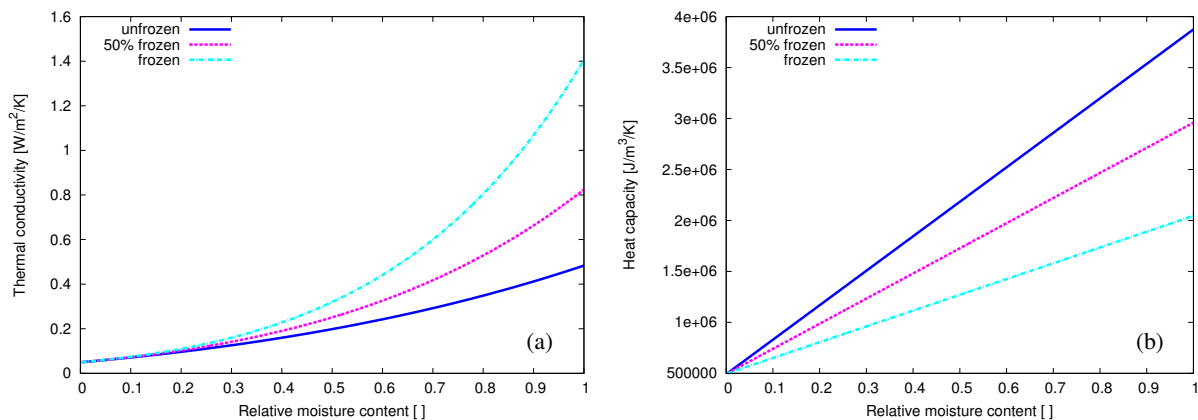 Thermal conductivity [W/m²/K]
1.6
1.4
1.2
1
0.8
0.6
0.4
0.2
0
unfrozen
50% frozen
frozen
(a)
0 0.1 0.2 0.3 0.4 0.5 0.6 0.7 0.8 0.9 1
Relative moisture content [ ]
Heat capacity [J/m³/K]
4e+06
3.5e+06
3e+06
2.5e+06
2e+06
1.5e+06
1e+06
500000
unfrozen
50% frozen
frozen
(b)
0 0.1 0.2 0.3 0.4 0.5 0.6 0.7 0.8 0.9 1
Relative moisture content [ ]